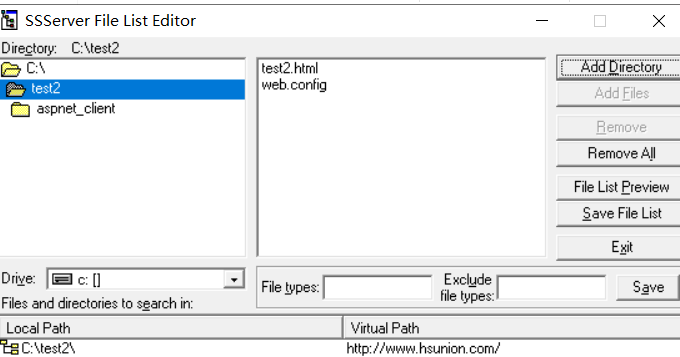 SSServer File List Editor
Directory: C:\test2
C:\
test2
aspnet_client
test2.html
web.config
Add Directory
Add Files
Remove
Remove All
File List Preview
Save File List
Exit
Drive: c: []
File types:
Exclude
file types:
Save
Files and directories to search in:
Local Path Virtual Path
C:\test2\ http://www.hsunion.com/